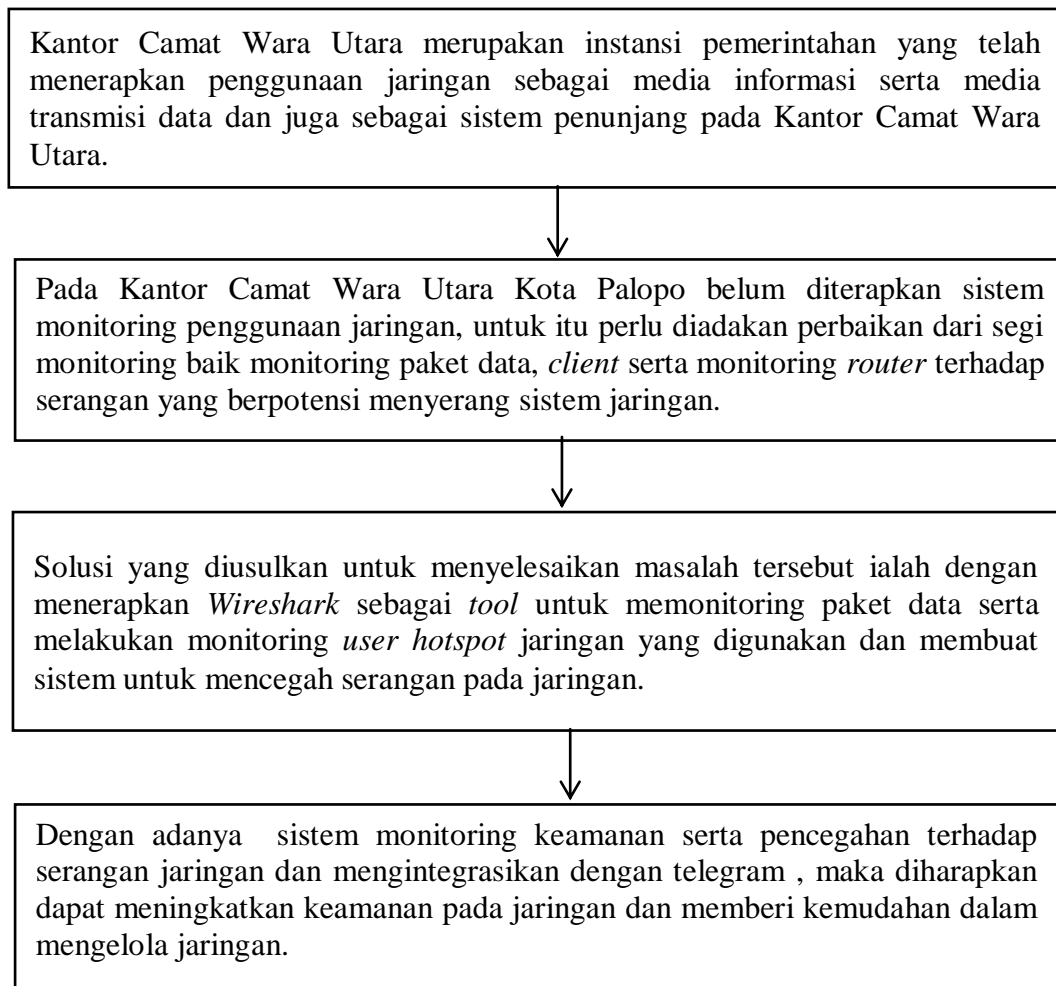 Kantor Camat Wara Utara merupakan instansi pemerintahan yang telah
menerapkan penggunaan jaringan sebagai media informasi serta media
transmisi data dan juga sebagai sistem penunjang pada Kantor Camat Wara
Utara.
Pada Kantor Camat Wara Utara Kota Palopo belum diterapkan sistem
monitoring penggunaan jaringan, untuk itu perlu diadakan perbaikan dari segi
monitoring baik monitoring paket data, client serta monitoring router terhadap
serangan yang berpotensi menyerang sistem jaringan.
Solusi yang diusulkan untuk menyelesaikan masalah tersebut ialah dengan
menerapkan Wireshark sebagai tool untuk memonitoring paket data serta
melakukan monitoring user hotspot jaringan yang digunakan dan membuat
sistem untuk mencegah serangan pada jaringan.
Dengan adanya sistem monitoring keamanan serta pencegahan terhadap
serangan jaringan dan mengintegrasikan dengan telegram , maka diharapkan
dapat meningkatkan keamanan pada jaringan dan memberi kemudahan dalam
mengelola jaringan.